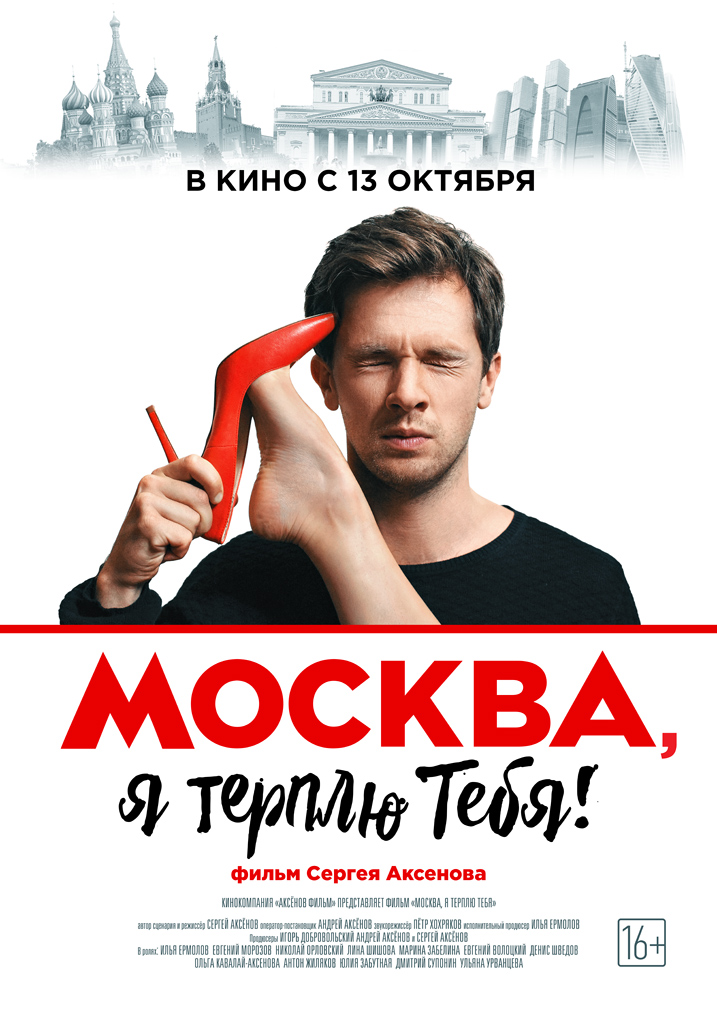 В КИНО С 13 ОКТЯБРЯ
МОСКВА,
я терплю Тебя!
фильм Сергея Аксенова
КИНОКОМПАНИЯ «АКСЁНОВ ФИЛЬМ» ПРЕДСТАВЛЯЕТ ФИЛЬМ «МОСКВА, Я ТЕРПЛЮ ТЕБЯ»
автор сценария и режиссёр СЕРГЕЙ АКСЁНОВ оператор-постановщик АНДРЕЙ АКСЁНОВ звукорежиссёр ПЁТР ХОХРЯКОВ исполнительный продюсер ИЛЬЯ ЕРМОЛОВ
Продюсеры ИГОРЬ ДОБРОВОЛЬСКИЙ АНДРЕЙ АКСЁНОВ и СЕРГЕЙ АКСЁНОВ
В ролях: ИЛЬЯ ЕРМОЛОВ ЕВГЕНИЙ МОРОЗОВ НИКОЛАЙ ОРЛОВСКИЙ ЛИНА ШИШОВА МАРИНА ЗАБЕЛИНА ЕВГЕНИЙ ВОЛОЦКИЙ ДЕНИС ШВЕДОВ
ОЛЬГА КАВАЛАЙ-АКСЕНОВА АНТОН ЖИЛЯКОВ ЮЛИЯ ЗАБУТНАЯ ДМИТРИЙ СУПОНИН УЛЬЯНА УРВАНЦЕВА
16+